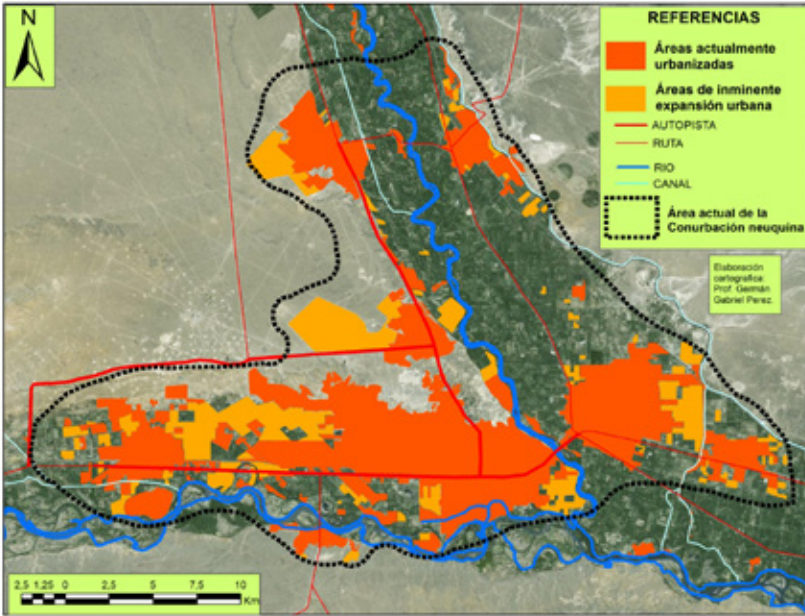 N
REFERENCIAS
Áreas actualmente
urbanizadas
Áreas de inminente
expansión urbana
AUTOPISTA
RUTA
RIO
CANAL
Área actual de la
Conurbación neuquina
Elaboración
cartografica:
Prof. Germán
Gabriel Perez.
2,5 1,25 0 2,5 5 7,5 10
Km